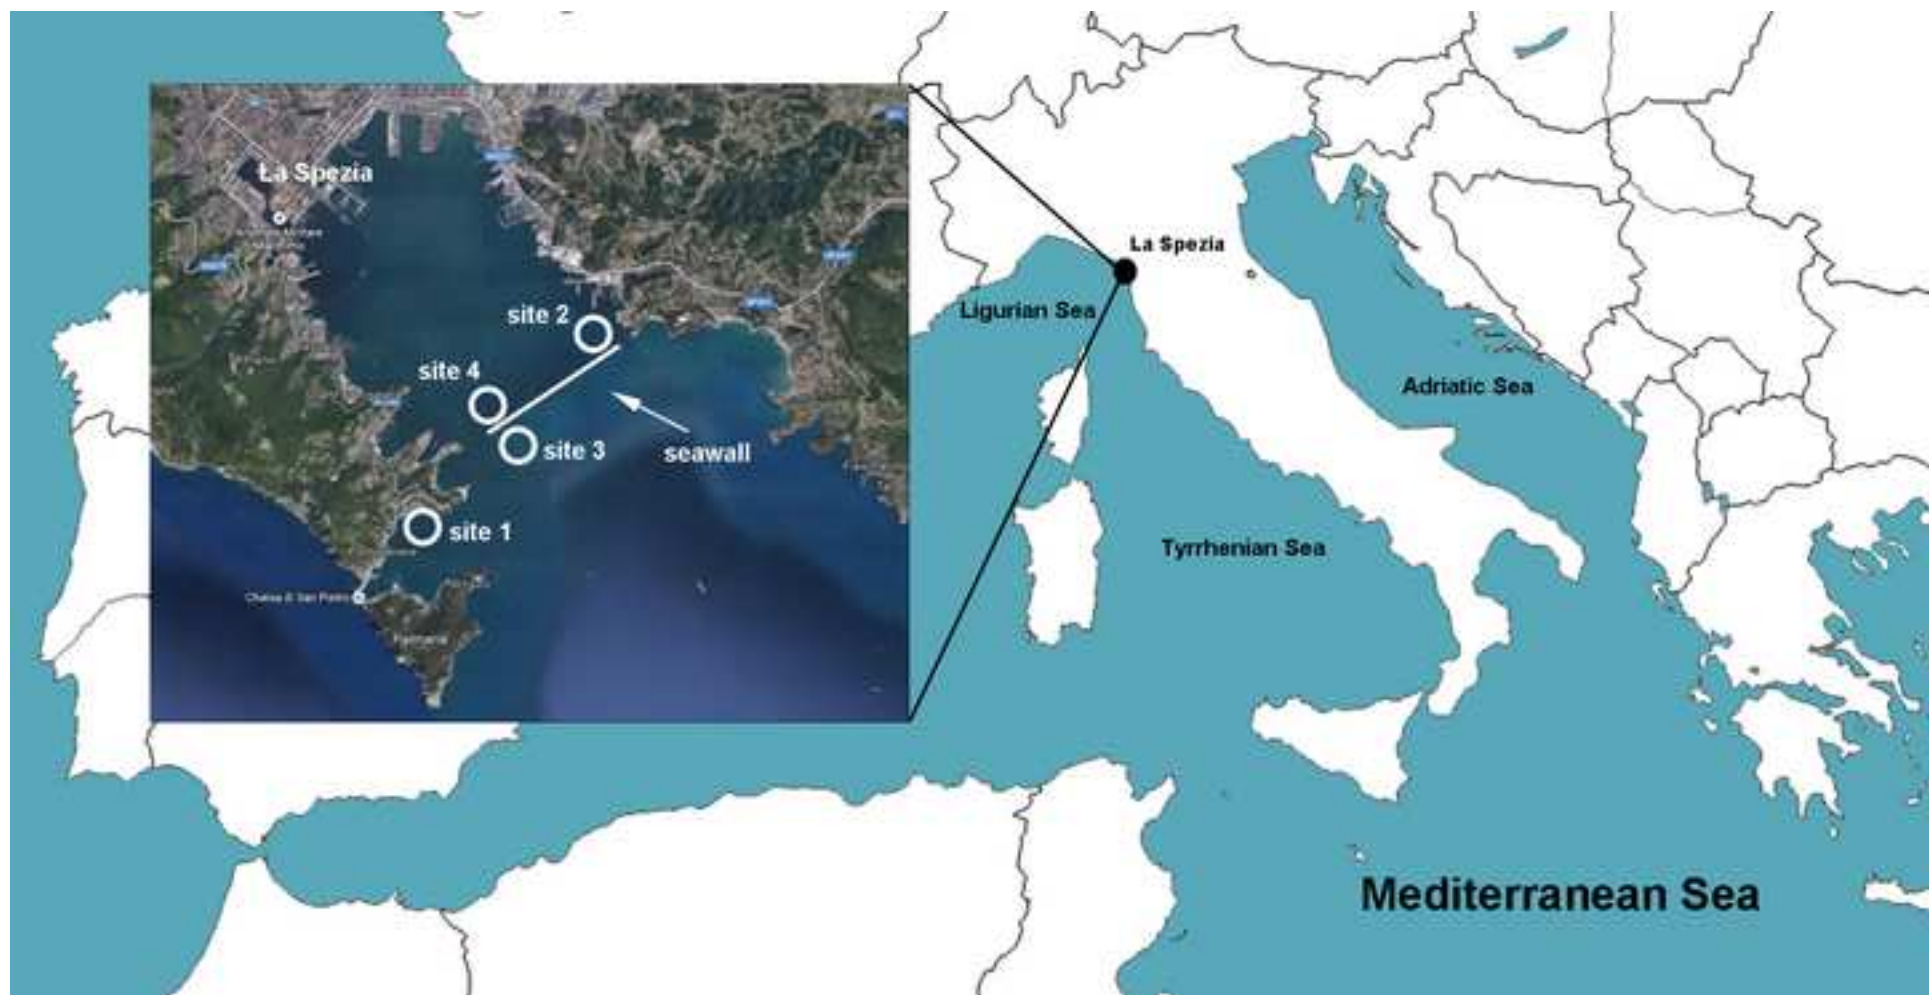 La Spezia
site 2
site 4
seawall
site 3
site 1
La Spezia
Ligurian Sea
Adriatic Sea
Tyrrhenian Sea
Mediterranean Sea